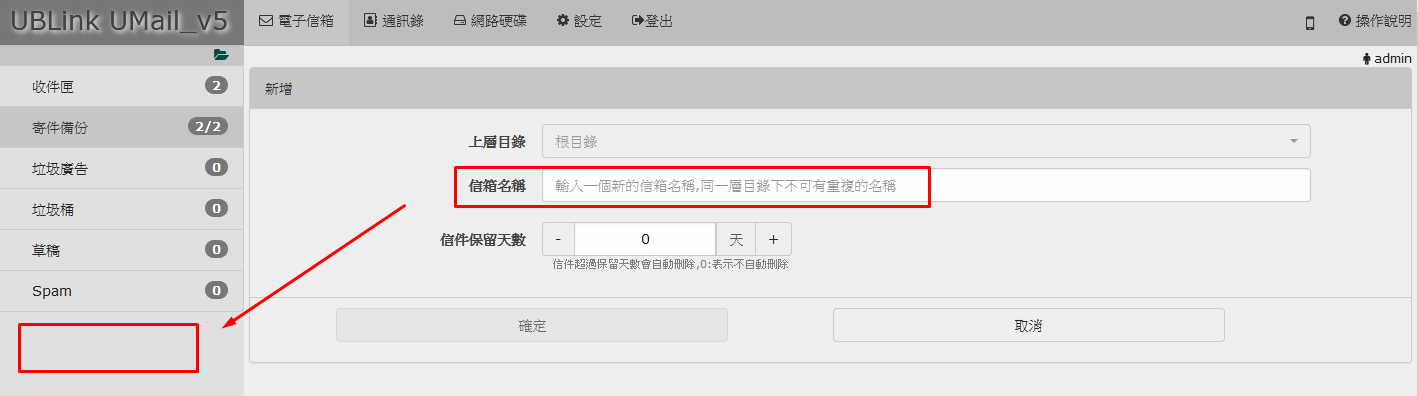 UBLink UMail_v5
電子信箱 通訊錄 網路硬碟 設定 登出 操作說明
admin
收件匣 2
寄件備份 2/2
垃圾廣告 0
垃圾桶 0
草稿 0
Spam 0
新增
上層目錄 根目錄
信箱名稱 輸入一個新的信箱名稱,同一層目錄下不可有重複的名稱
信件保留天數 - 0 天 +
信件超過保留天數會自動刪除,0:表示不自動刪除
確定 取消